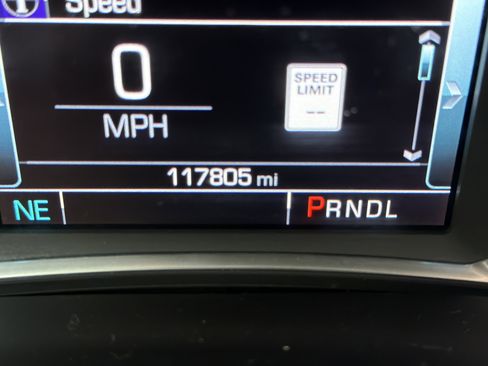 Speed
0
SPEED
LIMIT
--
MPH
117805 mi
NE
PRNDL